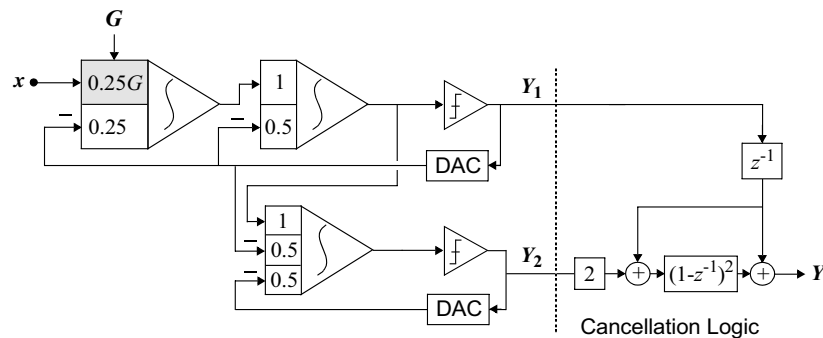 G
x
0.25G
0.25
1
0.5
Y1
DAC
z⁻¹
1
0.5
0.5
Y2
DAC
2
+
(1-z⁻¹)²
+
Y
Cancellation Logic